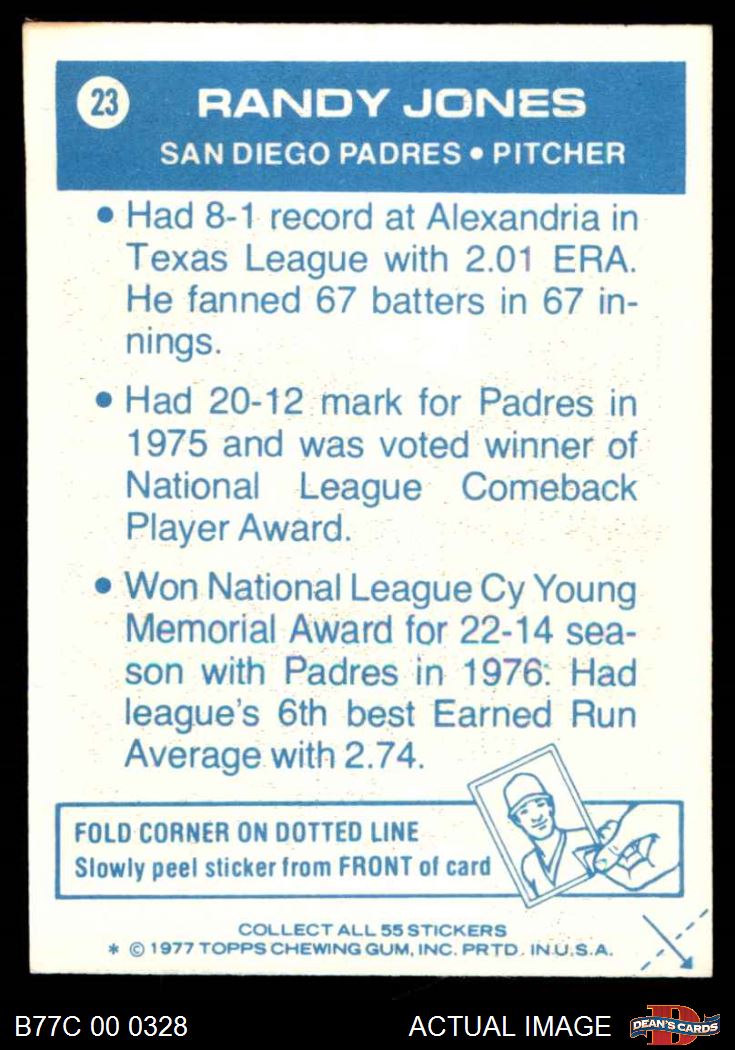 23
RANDY JONES
SAN DIEGO PADRES • PITCHER
• Had 8-1 record at Alexandria in
Texas League with 2.01 ERA.
He fanned 67 batters in 67 in-
nings.
• Had 20-12 mark for Padres in
1975 and was voted winner of
National League Comeback
Player Award.
• Won National League Cy Young
Memorial Award for 22-14 sea-
son with Padres in 1976. Had
league's 6th best Earned Run
Average with 2.74.
FOLD CORNER ON DOTTED LINE
Slowly peel sticker from FRONT of card
COLLECT ALL 55 STICKERS
* © 1977 TOPPS CHEWING GUM, INC. PRTD. IN U.S.A.
B77C 00 0328
ACTUAL IMAGE
D
DEAN'S CARDS